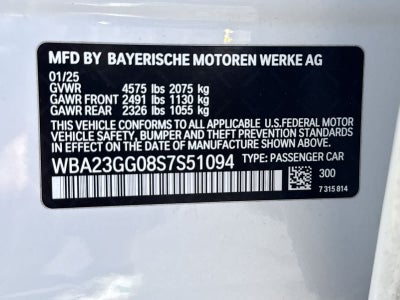 MFD BY BAYERISCHE MOTOREN WERKE AG
01/25
GVWR 4575 lbs 2075 kg
GAWR FRONT 2491 lbs 1130 kg
GAWR REAR 2326 lbs 1055 kg
THIS VEHICLE CONFORMS TO ALL APPLICABLE U.S.FEDERAL MOTOR
VEHICLE SAFETY, BUMPER, AND THEFT PREVENTION STANDARDS
IN EFFECT ON THE DATE OF MANUFACTURE SHOWN ABOVE.
WBA23GG08S7S51094 TYPE: PASSENGER CAR
300
7 315 814